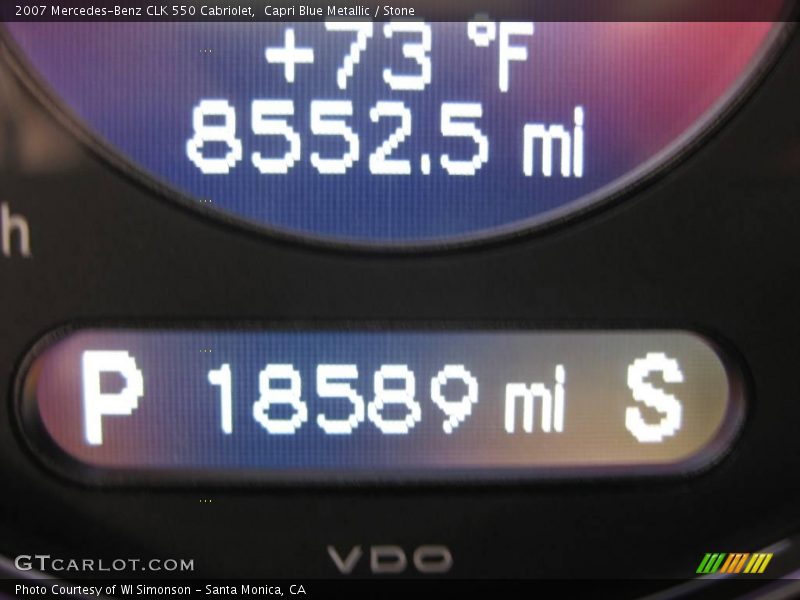 2007 Mercedes-Benz CLK 550 Cabriolet,  Capri Blue Metallic / Stone
+73 °F
8552.5 mi
h
P 18589 mi S
VDO
GTCARLOT.COM
Photo Courtesy of WI Simonson - Santa Monica, CA